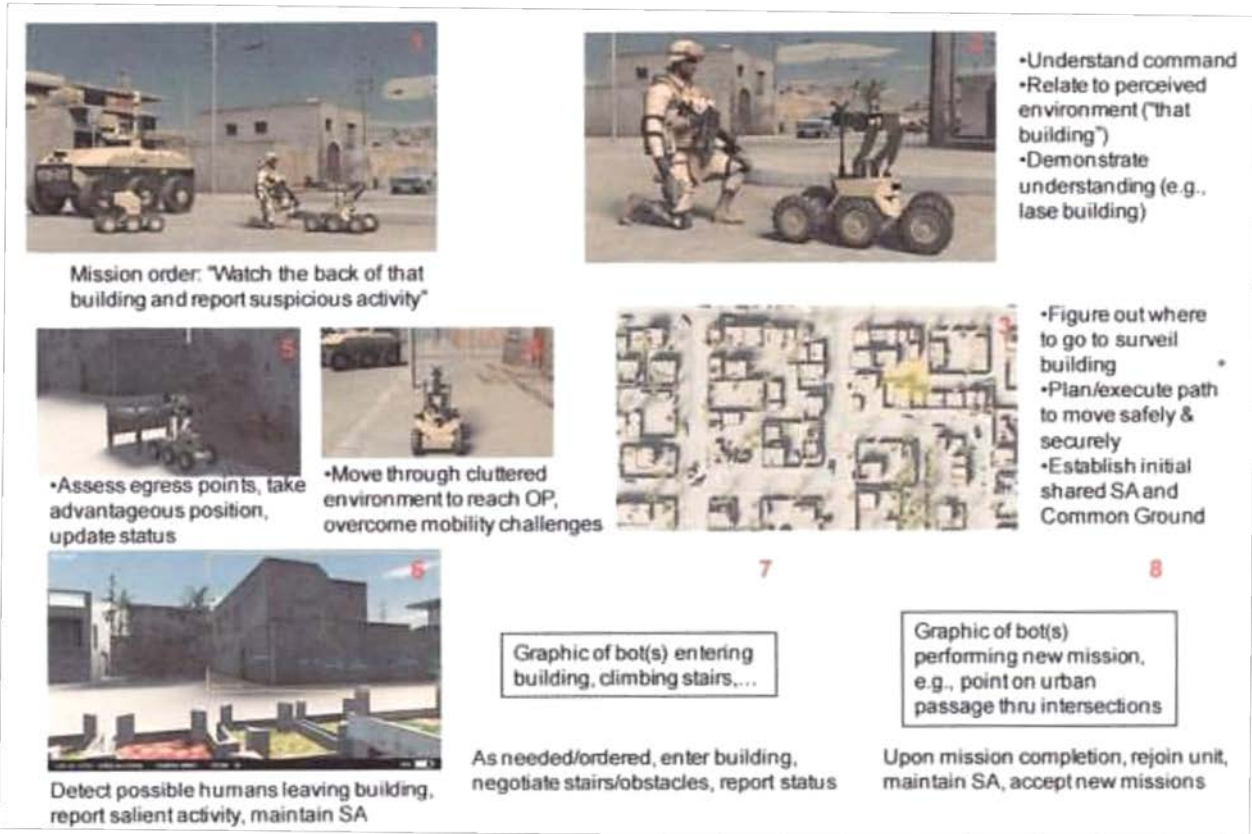 1
Mission order: "Watch the back of that
building and report suspicious activity"
2
•Understand command
•Relate to perceived
environment ("that
building")
•Demonstrate
understanding (e.g.,
lase building)
3
•Figure out where
to go to surveil
building
•Plan/execute path
to move safely &
securely
•Establish initial
shared SA and
Common Ground
4
•Move through cluttered
environment to reach OP,
overcome mobility challenges
5
•Assess egress points, take
advantageous position,
update status
6
Detect possible humans leaving building,
report salient activity, maintain SA
7
Graphic of bot(s) entering
building, climbing stairs,...
As needed/ordered, enter building,
negotiate stairs/obstacles, report status
8
Graphic of bot(s)
performing new mission,
e.g., point on urban
passage thru intersections
Upon mission completion, rejoin unit,
maintain SA, accept new missions